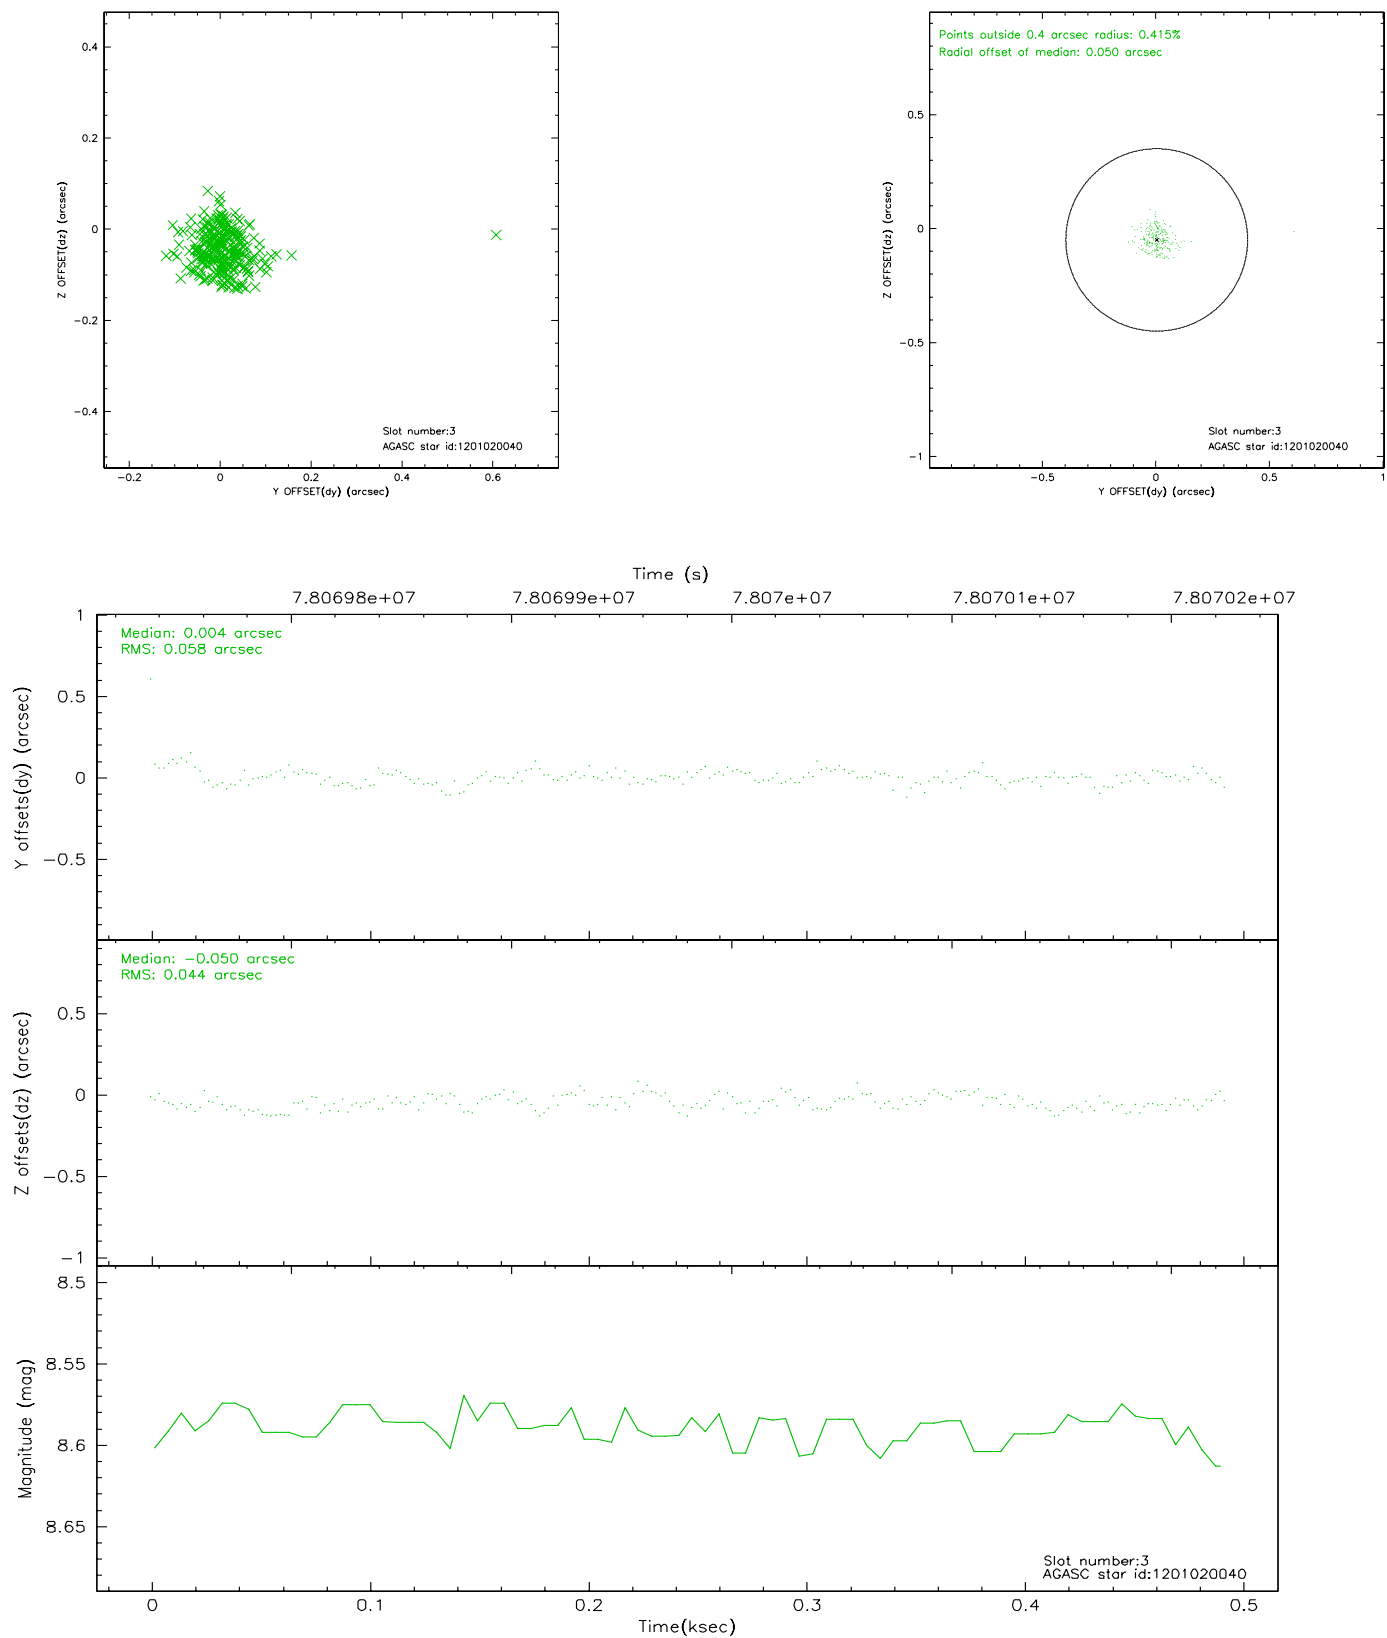 0.4
0.2
0
−0.2
−0.4
Z OFFSET(dz) (arcsec)
Slot number:3
AGASC star id:1201020040
−0.2 0 0.2 0.4 0.6
Y OFFSET(dy) (arcsec)
Points outside 0.4 arcsec radius: 0.415%
Radial offset of median: 0.050 arcsec
0.5
0
−0.5
−1
Z OFFSET(dz) (arcsec)
Slot number:3
AGASC star id:1201020040
−0.5 0 0.5 1
Y OFFSET(dy) (arcsec)
Time (s)
7.80698e+07 7.80699e+07 7.807e+07 7.80701e+07 7.80702e+07
Median: 0.004 arcsec
RMS: 0.058 arcsec
1
0.5
0
−0.5
Y offsets(dy) (arcsec)
Median: −0.050 arcsec
RMS: 0.044 arcsec
0.5
0
−0.5
−1
Z offsets(dz) (arcsec)
8.5
8.55
8.6
8.65
Magnitude (mag)
Slot number:3
AGASC star id:1201020040
0 0.1 0.2 0.3 0.4 0.5
Time(ksec)